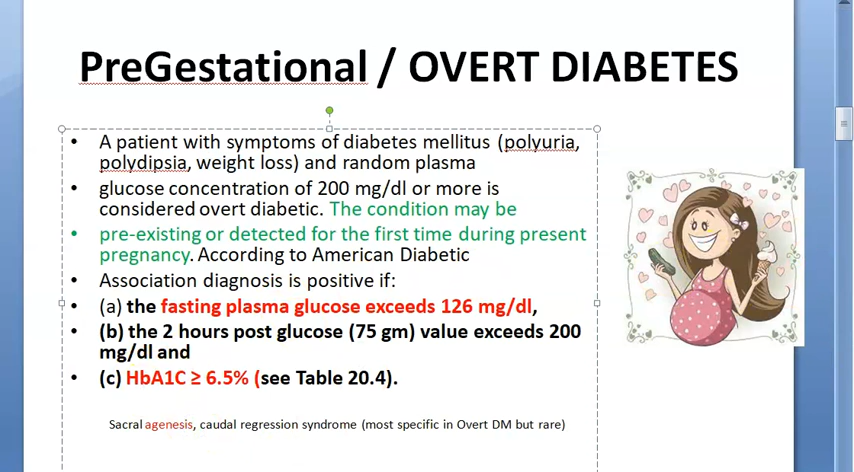 PreGestational / OVERT DIABETES
• A patient with symptoms of diabetes mellitus (polyuria,
polydipsia, weight loss) and random plasma
• glucose concentration of 200 mg/dl or more is
considered overt diabetic. The condition may be
• pre-existing or detected for the first time during present
pregnancy. According to American Diabetic
• Association diagnosis is positive if:
• (a) the fasting plasma glucose exceeds 126 mg/dl,
• (b) the 2 hours post glucose (75 gm) value exceeds 200
mg/dl and
• (c) HbA1C ≥ 6.5% (see Table 20.4).
Sacral agenesis, caudal regression syndrome (most specific in Overt DM but rare)